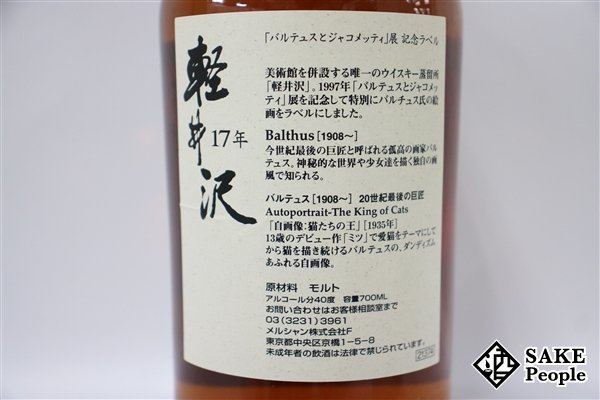 軽井沢
17年
「バルテュスとジャコメッティ」展 記念ラベル
美術館を併設する唯一のウイスキー蒸留所
「軽井沢」。1997年「バルテュスとジャコメッ
ティ」展を記念して特別にバルチュス氏の絵
画をラベルにしました。
Balthus[1908〜]
今世紀最後の巨匠と呼ばれる孤高の画家バル
テュス。神秘的な世界や少女達を描く独自の画
風で知られる。
バルテュス[1908〜] 20世紀最後の巨匠
Autoportrait-The King of Cats
「自画像:猫たちの王」[1935年]
13歳のデビュー作「ミツ」で愛猫をテーマにして
から猫を描き続けるバルテュスの、ダンディズム
あふれる自画像。
原材料 モルト
アルコール分40度 容量700ML
お問い合わせはお客様相談室まで
03(3231)3961
メルシャン株式会社F
東京都中央区京橋1-5-8
未成年者の飲酒は法律で禁じられています。
SAKE
People